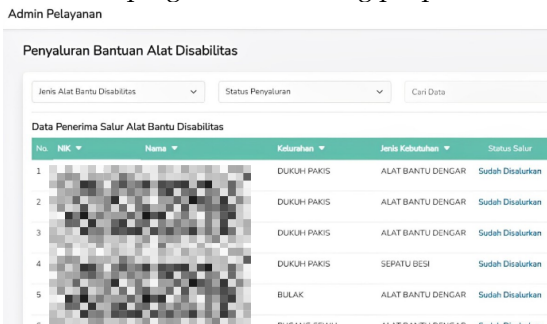 Admin Pelayanan
Penyaluran Bantuan Alat Disabilitas
Jenis Alat Bantu Disabilitas Status Penyaluran Cari Data
Data Penerima Salur Alat Bantu Disabilitas
No. NIK Nama Kelurahan Jenis Kebutuhan Status Salur
1 DUKUH PAKIS ALAT BANTU DENGAR Sudah Disalurkan
2 DUKUH PAKIS ALAT BANTU DENGAR Sudah Disalurkan
3 DUKUH PAKIS ALAT BANTU DENGAR Sudah Disalurkan
4 DUKUH PAKIS SEPATU BESI Sudah Disalurkan
5 BULAK ALAT BANTU DENGAR Sudah Disalurkan